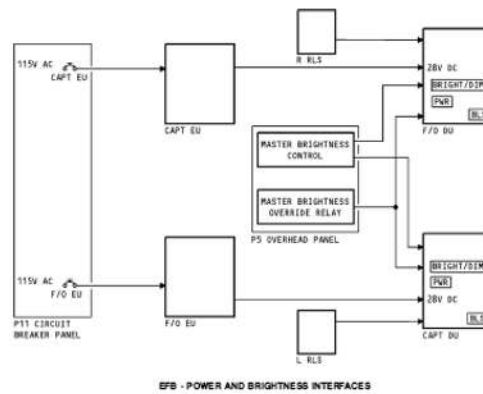 115V AC
CAPT EU
CAPT EU
R RLS
28V DC
BRIGHT/DIM
PWR
BLS
F/O DU
MASTER BRIGHTNESS
CONTROL
MASTER BRIGHTNESS
OVERRIDE RELAY
P5 OVERHEAD PANEL
115V AC
F/O EU
P11 CIRCUIT
BREAKER PANEL
F/O EU
BRIGHT/DIM
PWR
28V DC
BLS
CAPT DU
L RLS
EFB - POWER AND BRIGHTNESS INTERFACES